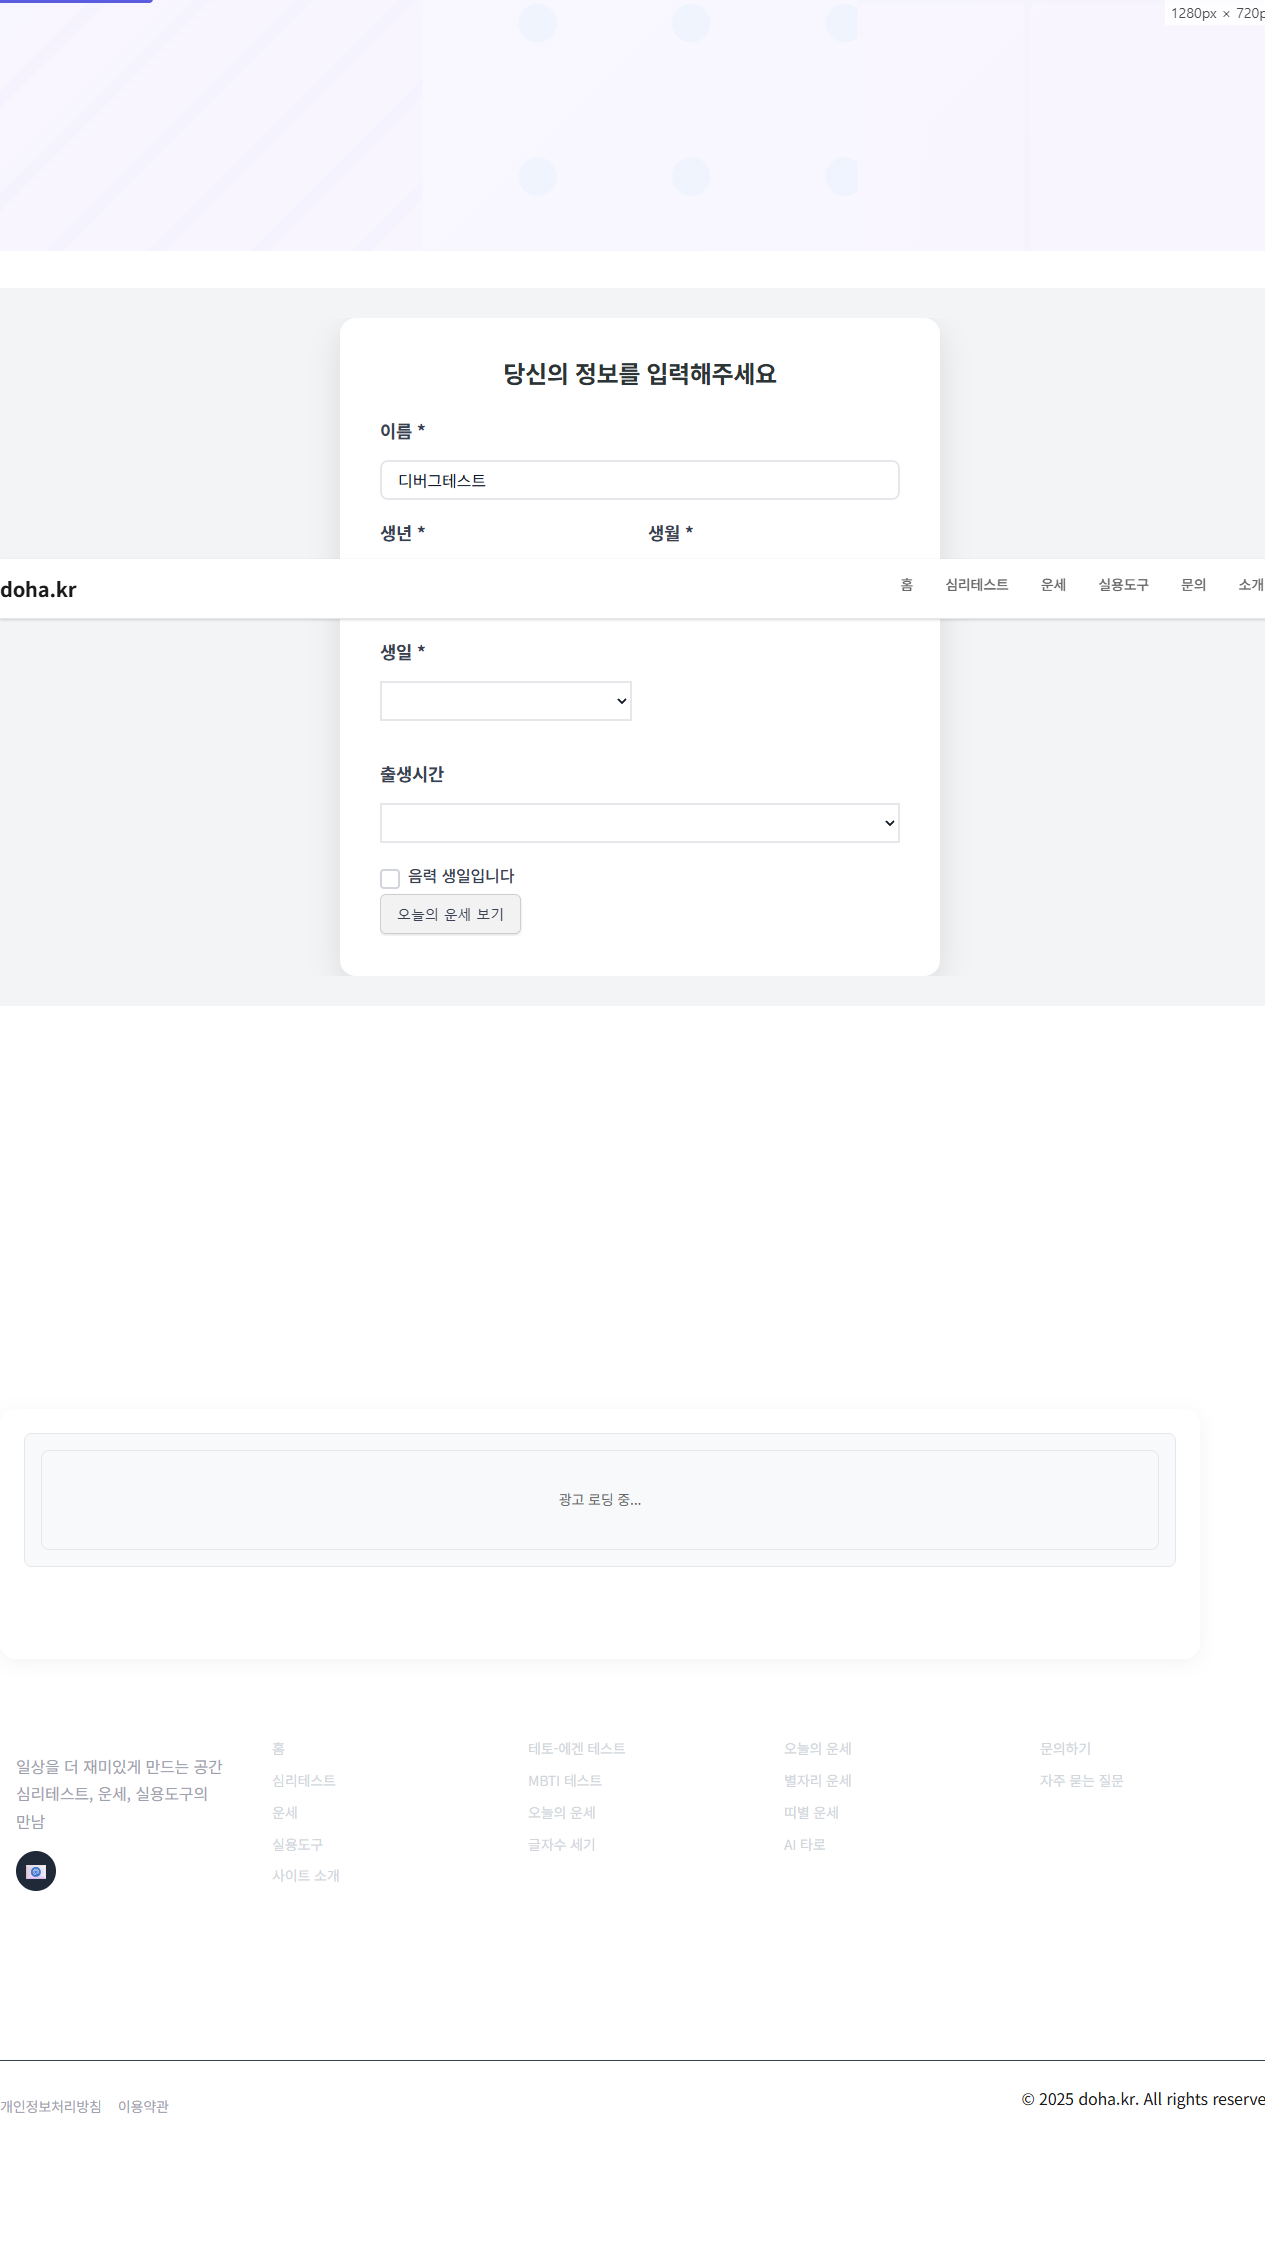 1280px × 720p
당신의 정보를 입력해주세요
이름 *
디버그테스트
생년 *
생월 *
doha.kr
홈
심리테스트
운세
실용도구
문의
소개
생일 *
출생시간
음력 생일입니다
오늘의 운세 보기
광고 로딩 중...
일상을 더 재미있게 만드는 공간
심리테스트, 운세, 실용도구의
만남
홈
심리테스트
운세
실용도구
사이트 소개
테토-에겐 테스트
MBTI 테스트
오늘의 운세
글자수 세기
오늘의 운세
별자리 운세
띠별 운세
AI 타로
문의하기
자주 묻는 질문
개인정보처리방침
이용약관
© 2025 doha.kr. All rights reserve